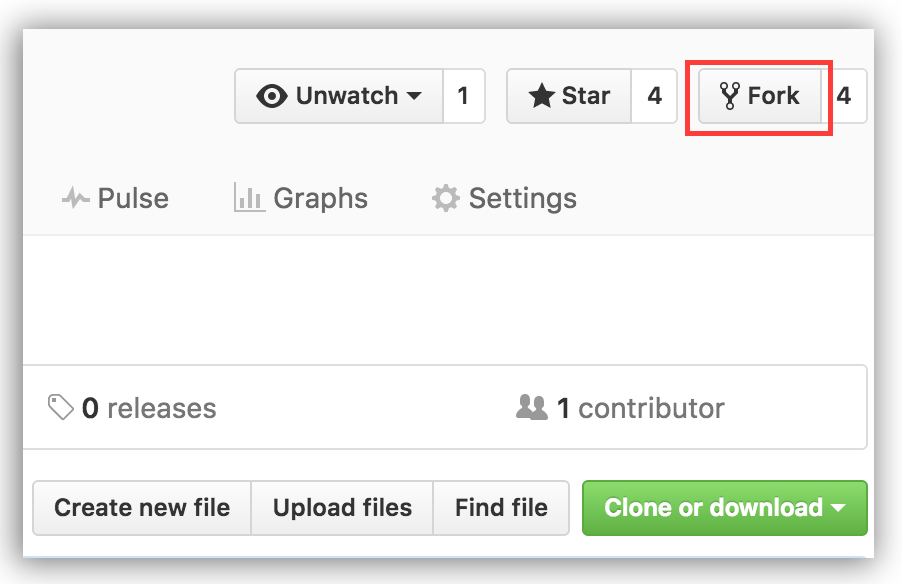 Unwatch 1 Star 4 Fork 4
Pulse Graphs Settings
0 releases 1 contributor
Create new file Upload files Find file Clone or download